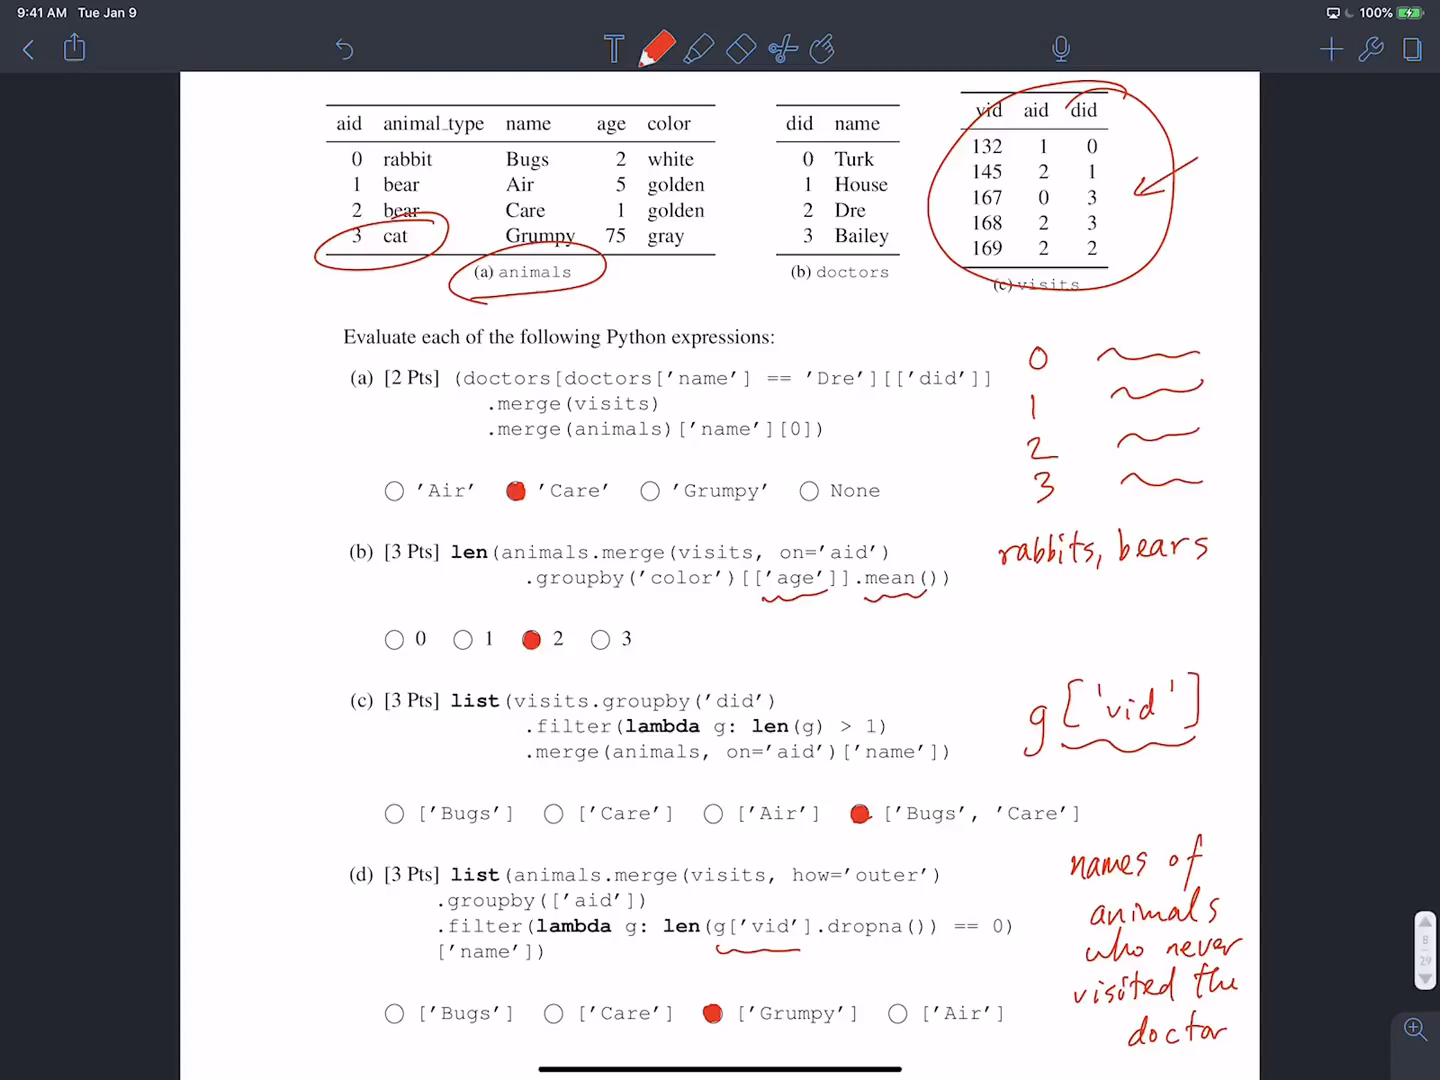 9:41 AM Tue Jan 9
100%
aid animal_type name age color
0 rabbit Bugs 2 white
1 bear Air 5 golden
2 bear Care 1 golden
3 cat Grumpy 75 gray
(a) animals
did name
0 Turk
1 House
2 Dre
3 Bailey
(b) doctors
vid aid did
132 1 0
145 2 1
167 0 3
168 2 3
169 2 2
(c) visits
Evaluate each of the following Python expressions:
(a) [2 Pts] (doctors[doctors['name'] == 'Dre'][['did']]
.merge(visits)
.merge(animals)['name'][0])
'Air' 'Care' 'Grumpy' None
0
1
2
3
rabbits, bears
(b) [3 Pts] len(animals.merge(visits, on='aid')
.groupby('color')[['age']].mean())
0 1 2 3
(c) [3 Pts] list(visits.groupby('did')
.filter(lambda g: len(g) > 1)
.merge(animals, on='aid')['name'])
g['vid']
['Bugs'] ['Care'] ['Air'] ['Bugs', 'Care']
(d) [3 Pts] list(animals.merge(visits, how='outer')
.groupby(['aid'])
.filter(lambda g: len(g['vid'].dropna()) == 0)
['name'])
['Bugs'] ['Care'] ['Grumpy'] ['Air']
names of
animals
who never
visited the
doctor
8
29